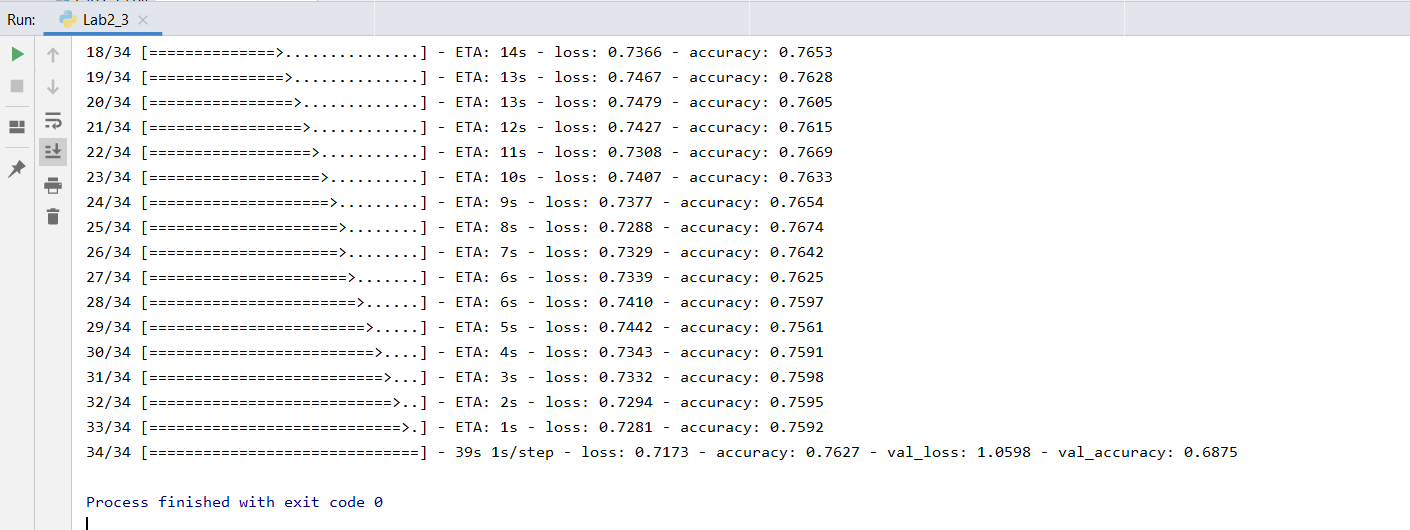 Run: Lab2_3
18/34 [==============>...............] - ETA: 14s - loss: 0.7366 - accuracy: 0.7653
19/34 [===============>..............] - ETA: 13s - loss: 0.7467 - accuracy: 0.7628
20/34 [================>.............] - ETA: 13s - loss: 0.7479 - accuracy: 0.7605
21/34 [=================>............] - ETA: 12s - loss: 0.7427 - accuracy: 0.7615
22/34 [==================>...........] - ETA: 11s - loss: 0.7308 - accuracy: 0.7669
23/34 [===================>..........] - ETA: 10s - loss: 0.7407 - accuracy: 0.7633
24/34 [====================>.........] - ETA: 9s - loss: 0.7377 - accuracy: 0.7654
25/34 [=====================>........] - ETA: 8s - loss: 0.7288 - accuracy: 0.7674
26/34 [=====================>........] - ETA: 7s - loss: 0.7329 - accuracy: 0.7642
27/34 [======================>.......] - ETA: 6s - loss: 0.7339 - accuracy: 0.7625
28/34 [=======================>......] - ETA: 6s - loss: 0.7410 - accuracy: 0.7597
29/34 [========================>.....] - ETA: 5s - loss: 0.7442 - accuracy: 0.7561
30/34 [=========================>....] - ETA: 4s - loss: 0.7343 - accuracy: 0.7591
31/34 [==========================>...] - ETA: 3s - loss: 0.7332 - accuracy: 0.7598
32/34 [===========================>..] - ETA: 2s - loss: 0.7294 - accuracy: 0.7595
33/34 [============================>.] - ETA: 1s - loss: 0.7281 - accuracy: 0.7592
34/34 [==============================] - 39s 1s/step - loss: 0.7173 - accuracy: 0.7627 - val_loss: 1.0598 - val_accuracy: 0.6875
Process finished with exit code 0